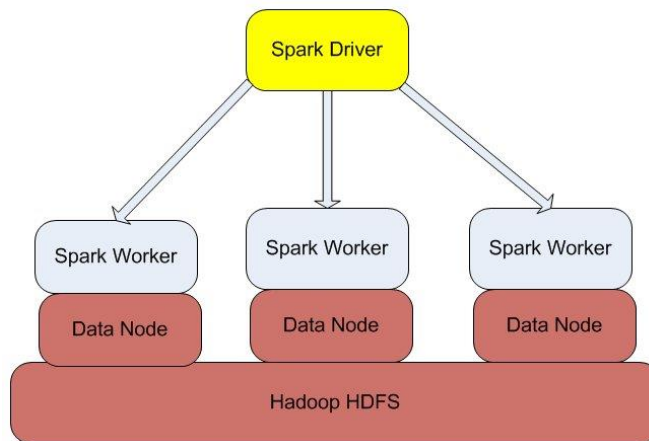 Spark Driver
Spark Worker
Spark Worker
Spark Worker
Data Node
Data Node
Data Node
Hadoop HDFS